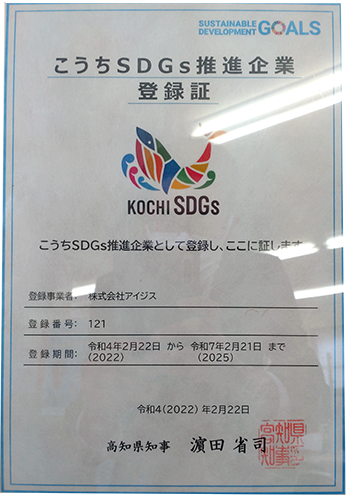 SUSTAINABLE
DEVELOPMENT GOALS
こうちSDGs推進企業
登録証
KOCHI SDGs
こうちSDGs推進企業として登録し、ここに証します
登録事業者： 株式会社アイジス
登録番号： 121
登録期間： 令和4年2月22日 から 令和7年2月21日 まで
(2022) (2025)
令和4(2022) 年2月22日
高知県知事 濵田 省司
高知県知事